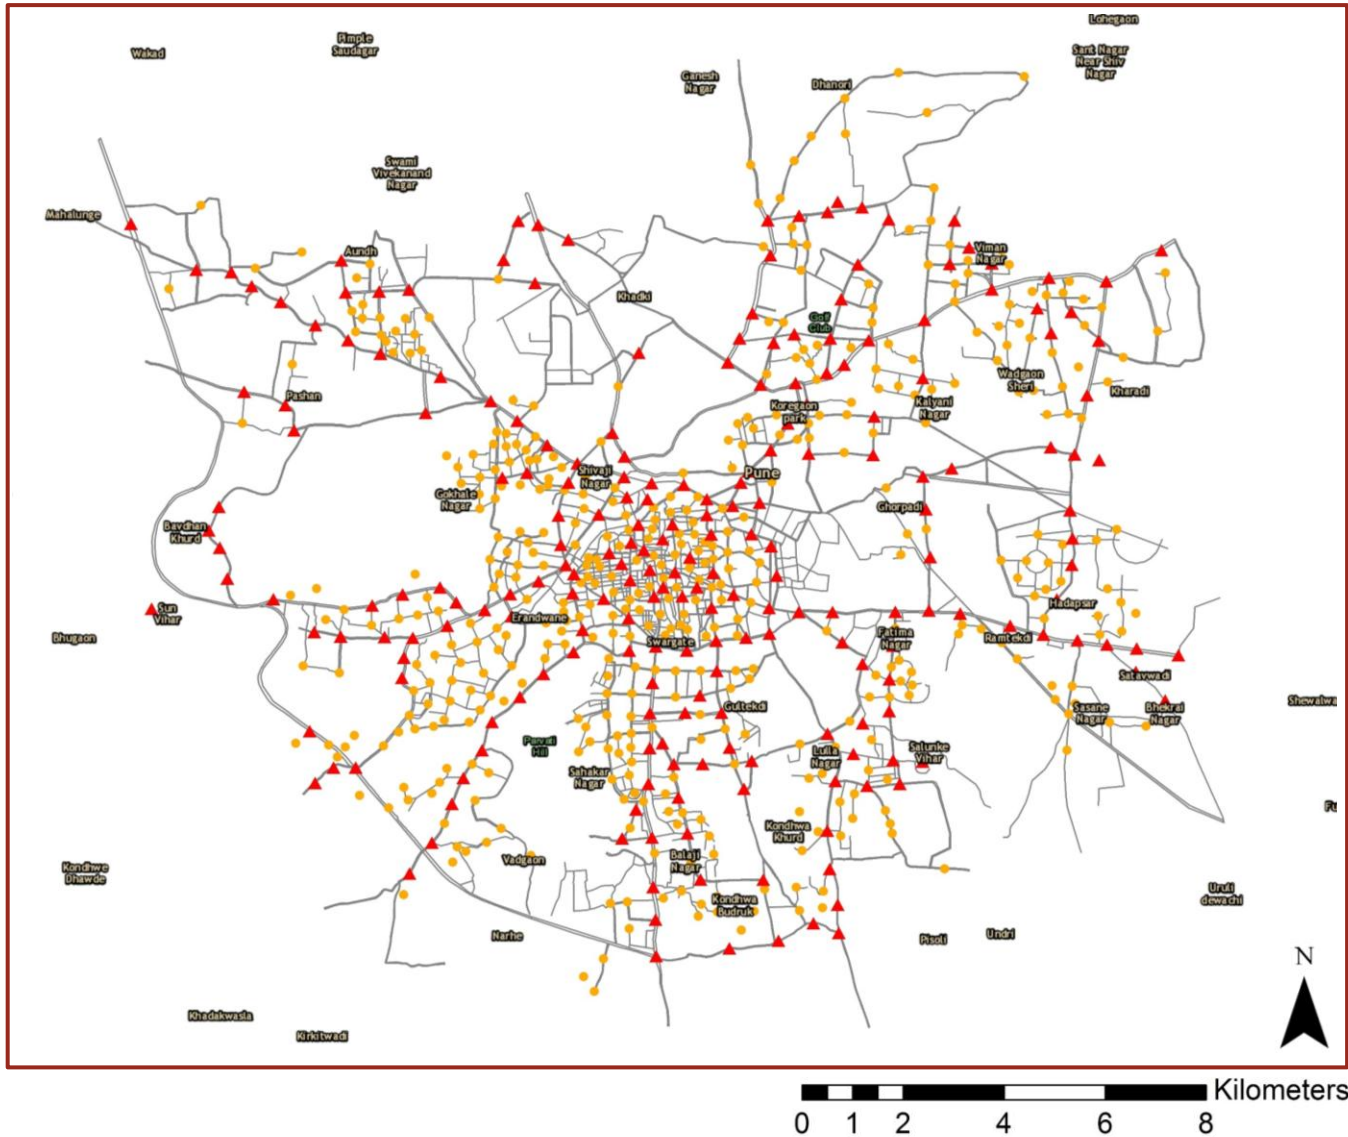 Lohegaon
Wakad
Pimple
Saudagar
Sant Nagar
Near Shiv
Nagar
Ganesh
Nagar
Dhanori
Swami
Vivekanand
Nagar
Mahalunge
Aundh
Viman
Nagar
Khadki
Golf
Club
Wadgaon
Sheri
Kharadi
Pashan
Koregaon
park
Kalyani
Nagar
Shivaji
Nagar
Pune
Gokhale
Nagar
Ghorpadi
Bavdhan
Khurd
Sun
Vihar
Hadapsar
Erandwane
Bhugaon
Swargate
Fatima
Nagar
Ramtekdi
Satavwadi
Shewalwa
Gultekdi
Sasane
Nagar
Bhekrai
Nagar
Parvati
Hill
Lulla
Nagar
Salunke
Vihar
Sahakar
Nagar
Fu
Kondhwa
Khurd
Kondhwe
Dhawde
Vadgaon
Balaji
Nagar
Uruli
dewachi
Kondhwa
Budruk
Narhe
Pisoli
Undri
N
Khadakwasla
Kirkitwadi
Kilometers
0 1 2 4 6 8